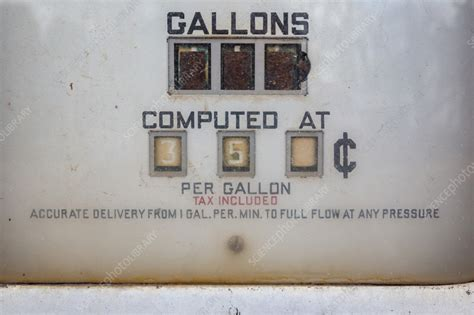 GALLONS
COMPUTED AT
3 5 ¢
PER GALLON
TAX INCLUDED
ACCURATE DELIVERY FROM 1 GAL. PER. MIN. TO FULL FLOW AT ANY PRESSURE